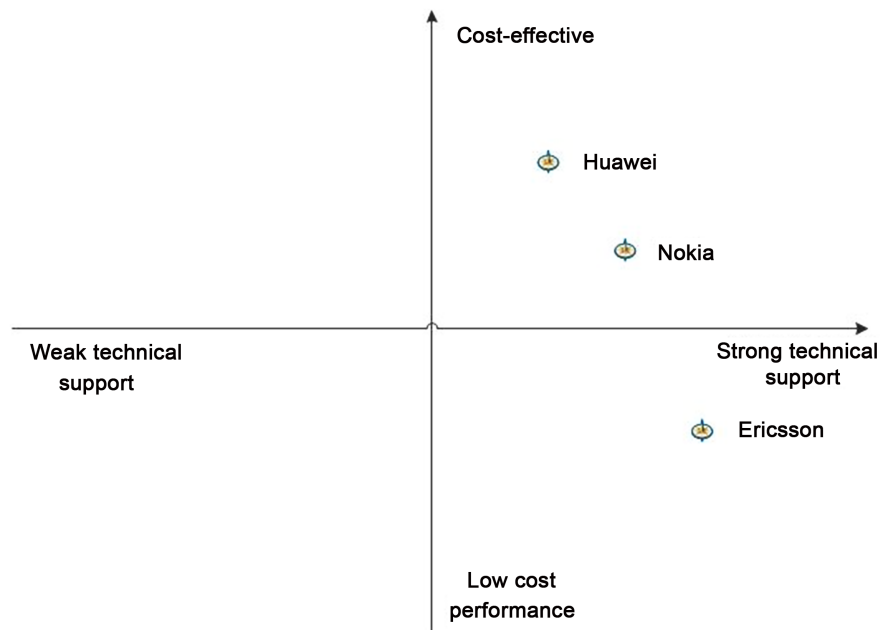 Cost-effective
Huawei
Nokia
Weak technical
support
Strong technical
support
Ericsson
Low cost
performance